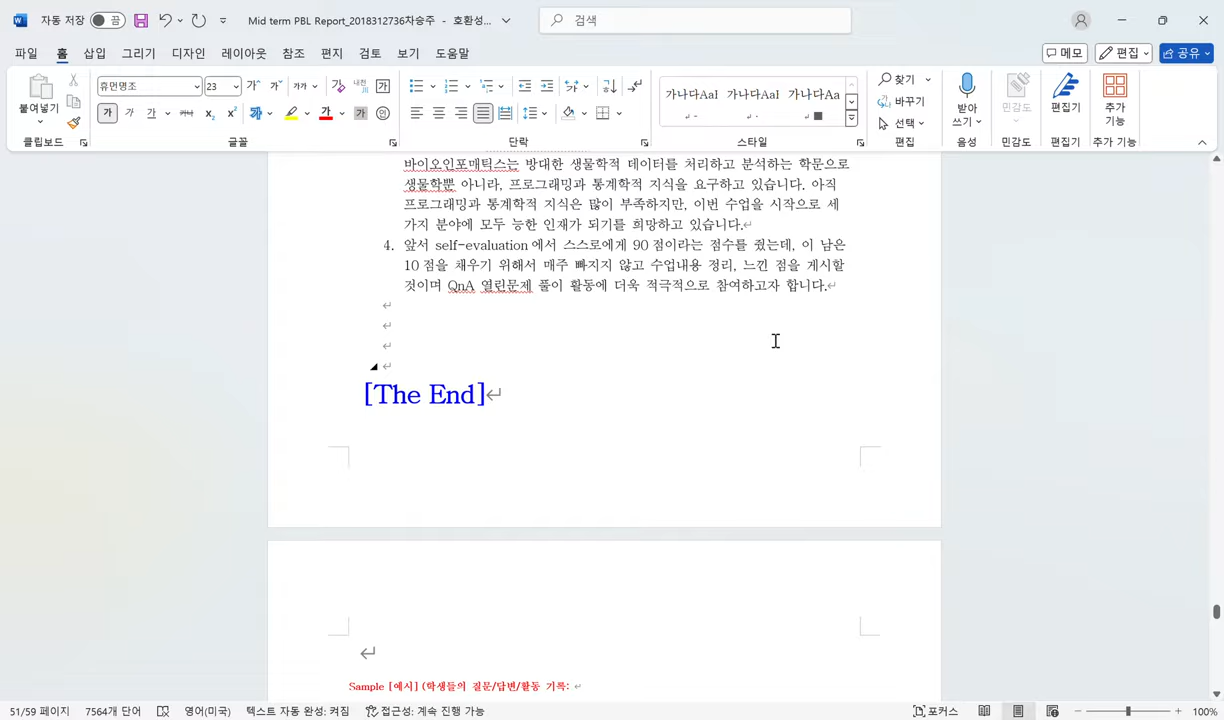 자동 저장 끔
Mid term PBL Report_2018312736차승주 - 호환성...
검색
파일 홈 삽입 그리기 디자인 레이아웃 참조 편지 검토 보기 도움말
메모 편집 공유
붙여넣기
휴먼명조 23
가나다AaI 가나다AaI 가나다Aa
찾기
바꾸기
선택
받아쓰기
민감도
편집기
추가 기능
클립보드 글꼴 단락 스타일 편집 음성 민감도 편집기 추가 기능
바이오인포매틱스는 방대한 생물학적 데이터를 처리하고 분석하는 학문으로
생물학뿐 아니라, 프로그래밍과 통계학적 지식을 요구하고 있습니다. 아직
프로그래밍과 통계학적 지식은 많이 부족하지만, 이번 수업을 시작으로 세
가지 분야에 모두 능한 인재가 되기를 희망하고 있습니다.
4. 앞서 self-evaluation에서 스스로에게 90점이라는 점수를 줬는데, 이 남은
10점을 채우기 위해서 매주 빠지지 않고 수업내용 정리, 느낀 점을 게시할
것이며 QnA 열린문제 풀이 활동에 더욱 적극적으로 참여하고자 합니다.
[The End]
Sample [예시] (학생들의 질문/답변/활동 기록:
51/59 페이지 7564개 단어 영어(미국) 텍스트 자동 완성: 켜짐 접근성: 계속 진행 가능 포커스 100%